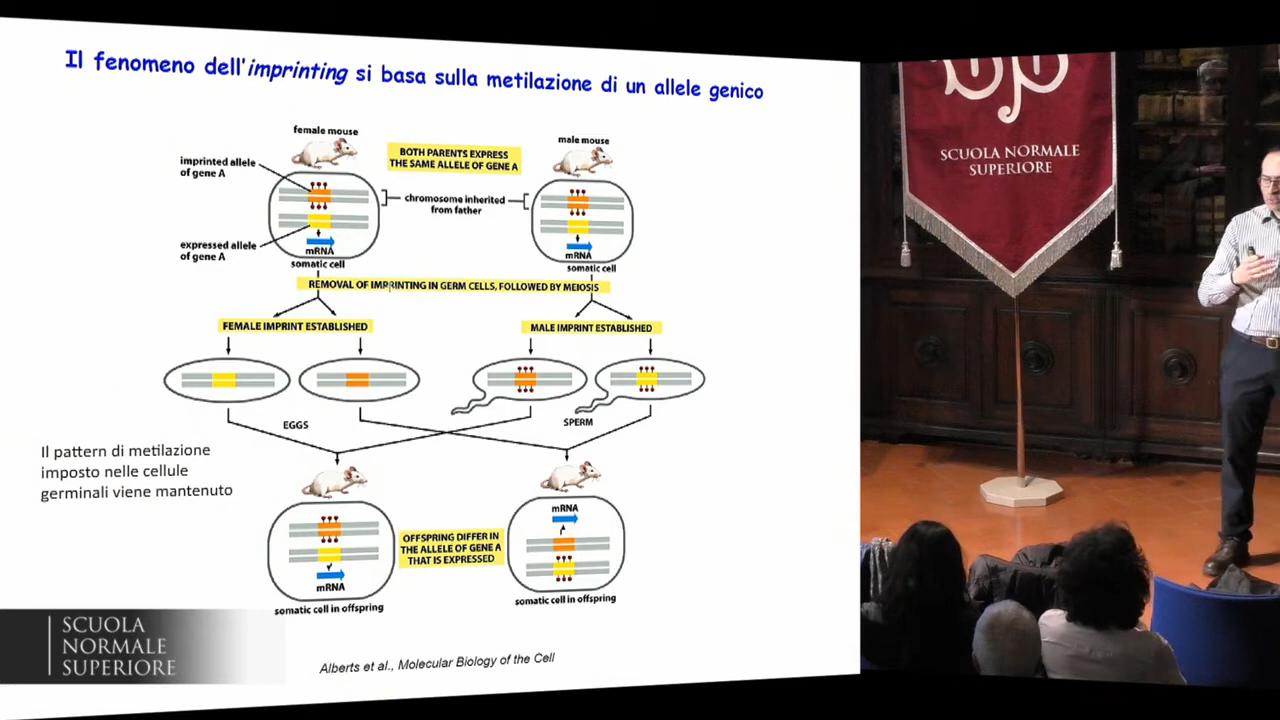 Il fenomeno dell'imprinting si basa sulla metilazione di un allele genico
female mouse
male mouse
BOTH PARENTS EXPRESS
THE SAME ALLELE OF GENE A
imprinted allele
of gene A
chromosome inherited
from father
expressed allele
of gene A
mRNA
somatic cell
mRNA
somatic cell
REMOVAL OF IMPRINTING IN GERM CELLS, FOLLOWED BY MEIOSIS
FEMALE IMPRINT ESTABLISHED
MALE IMPRINT ESTABLISHED
EGGS
SPERM
Il pattern di metilazione
imposto nelle cellule
germinali viene mantenuto
mRNA
OFFSPRING DIFFER IN
THE ALLELE OF GENE A
THAT IS EXPRESSED
mRNA
somatic cell in offspring
somatic cell in offspring
Alberts et al., Molecular Biology of the Cell
SCUOLA
NORMALE
SUPERIORE
SCUOLA NORMALE
SUPERIORE